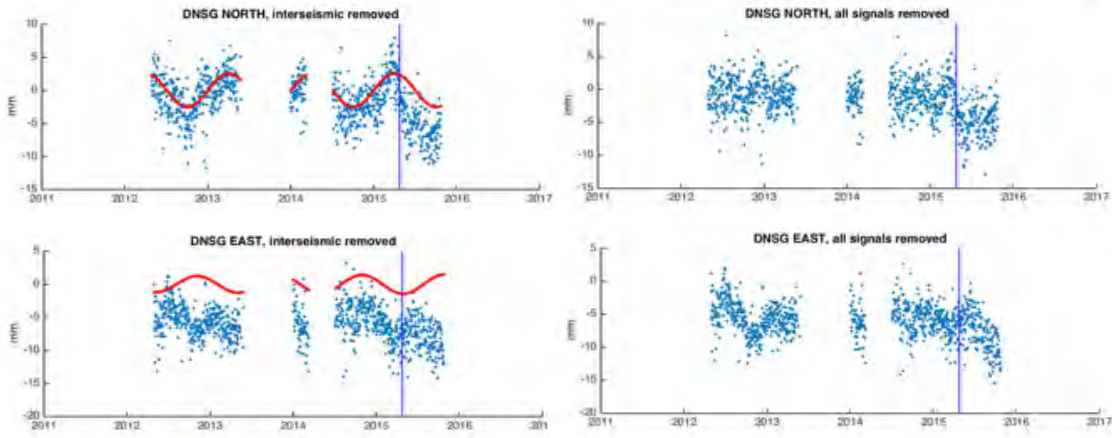 DNSG NORTH, interseismic removed
10
5
0
-5
-10
-15
mm
2011 2012 2013 2014 2015 2016 2017
DNSG NORTH, all signals removed
10
5
0
-5
-10
-15
mm
2011 2012 2013 2014 2015 2016 2017
DNSG EAST, interseismic removed
5
0
-5
-10
-15
-20
mm
2011 2012 2013 2014 2015 2016 201
DNSG EAST, all signals removed
5
0
-5
-10
-15
-20
mm
2011 2012 2013 2014 2015 2016 2017